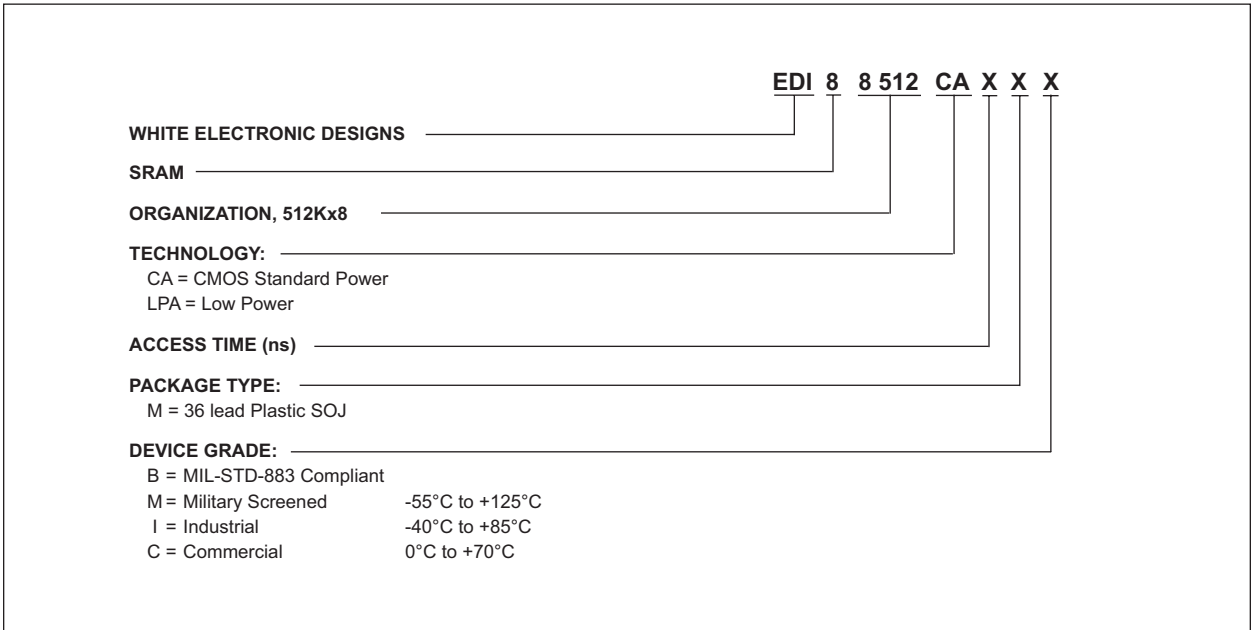 EDI 8 8 512 CA X X X
WHITE ELECTRONIC DESIGNS
SRAM
ORGANIZATION, 512Kx8
TECHNOLOGY:
CA = CMOS Standard Power
LPA = Low Power
ACCESS TIME (ns)
PACKAGE TYPE:
M = 36 lead Plastic SOJ
DEVICE GRADE:
B = MIL-STD-883 Compliant
M = Military Screened -55°C to +125°C
I = Industrial -40°C to +85°C
C = Commercial 0°C to +70°C